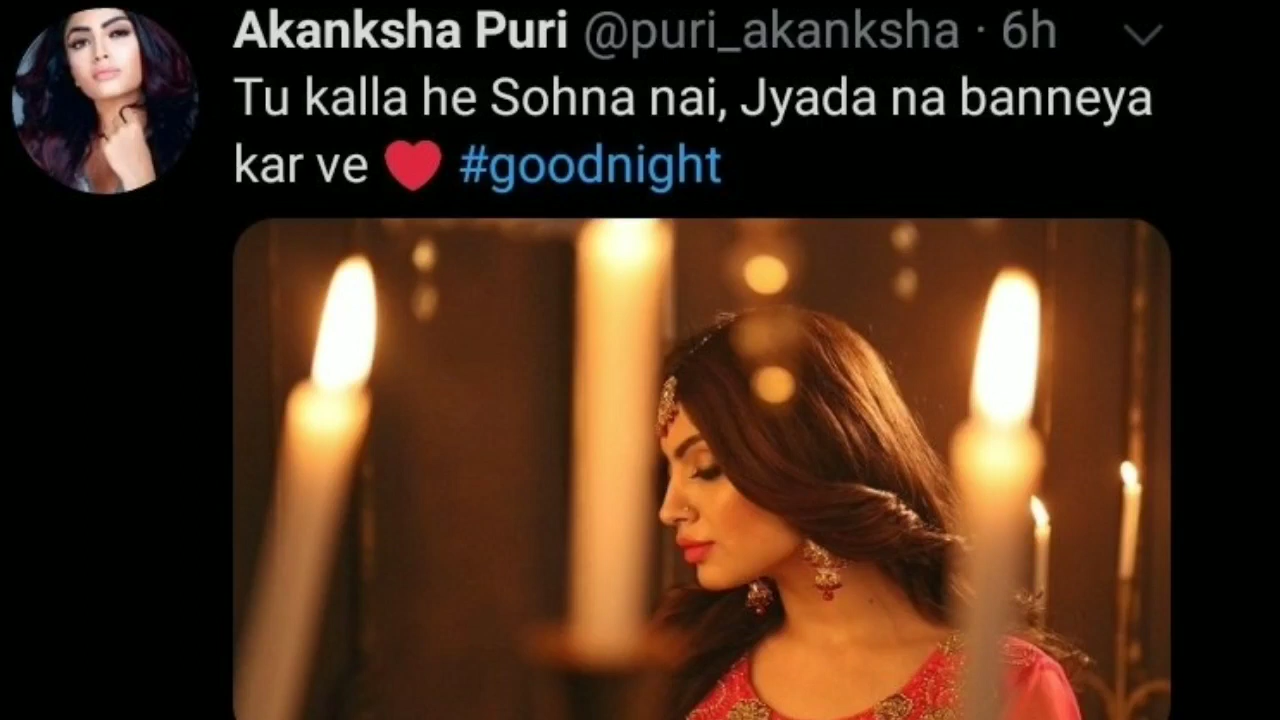 Akanksha Puri @puri_akanksha · 6h
Tu kalla he Sohna nai, Jyada na banneya
kar ve ❤️ #goodnight